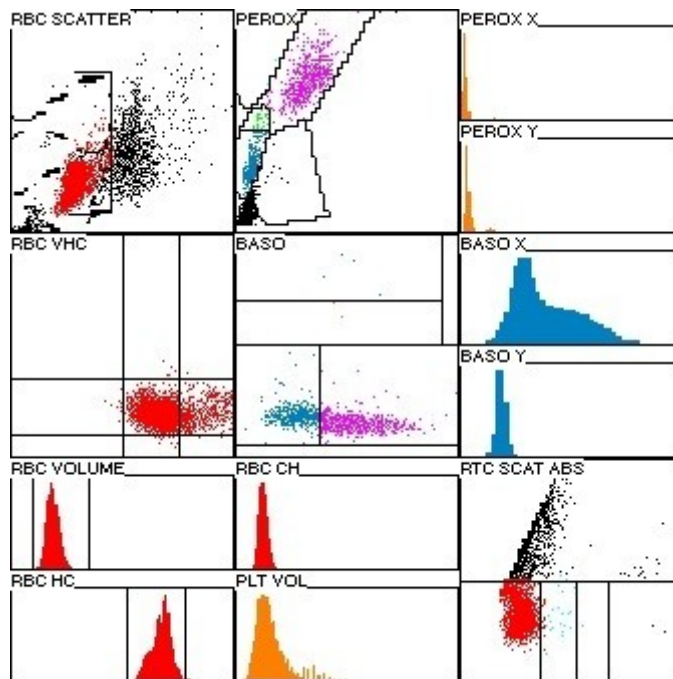 RBC SCATTER
PEROX
PEROX X
PEROX Y
RBC VHC
BASO
BASO X
BASO Y
RBC VOLUME
RBC CH
RTC SCAT ABS
RBC HC
PLT VOL